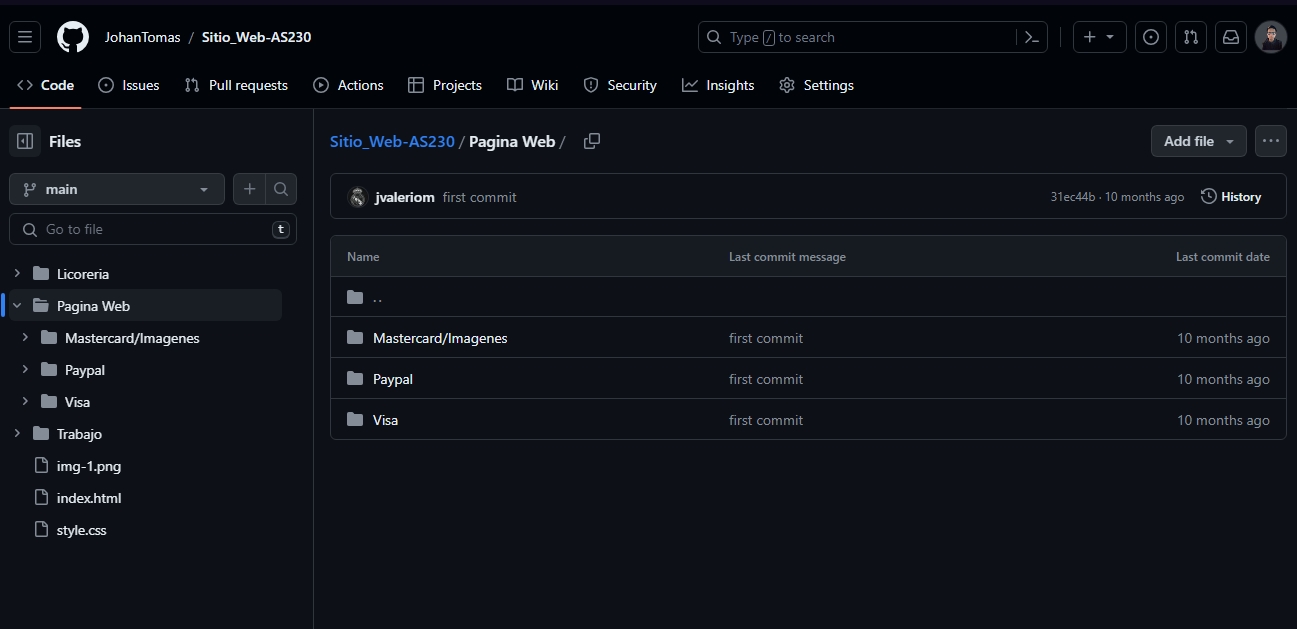 JohanTomas / Sitio_Web-AS230
Type / to search
Code Issues Pull requests Actions Projects Wiki Security Insights Settings
Files
main
Go to file t
Licoreria
Pagina Web
Mastercard/Imagenes
Paypal
Visa
Trabajo
img-1.png
index.html
style.css
Sitio_Web-AS230 / Pagina Web /
Add file
jvaleriom first commit 31ec44b · 10 months ago History
Name Last commit message Last commit date
..
Mastercard/Imagenes first commit 10 months ago
Paypal first commit 10 months ago
Visa first commit 10 months ago